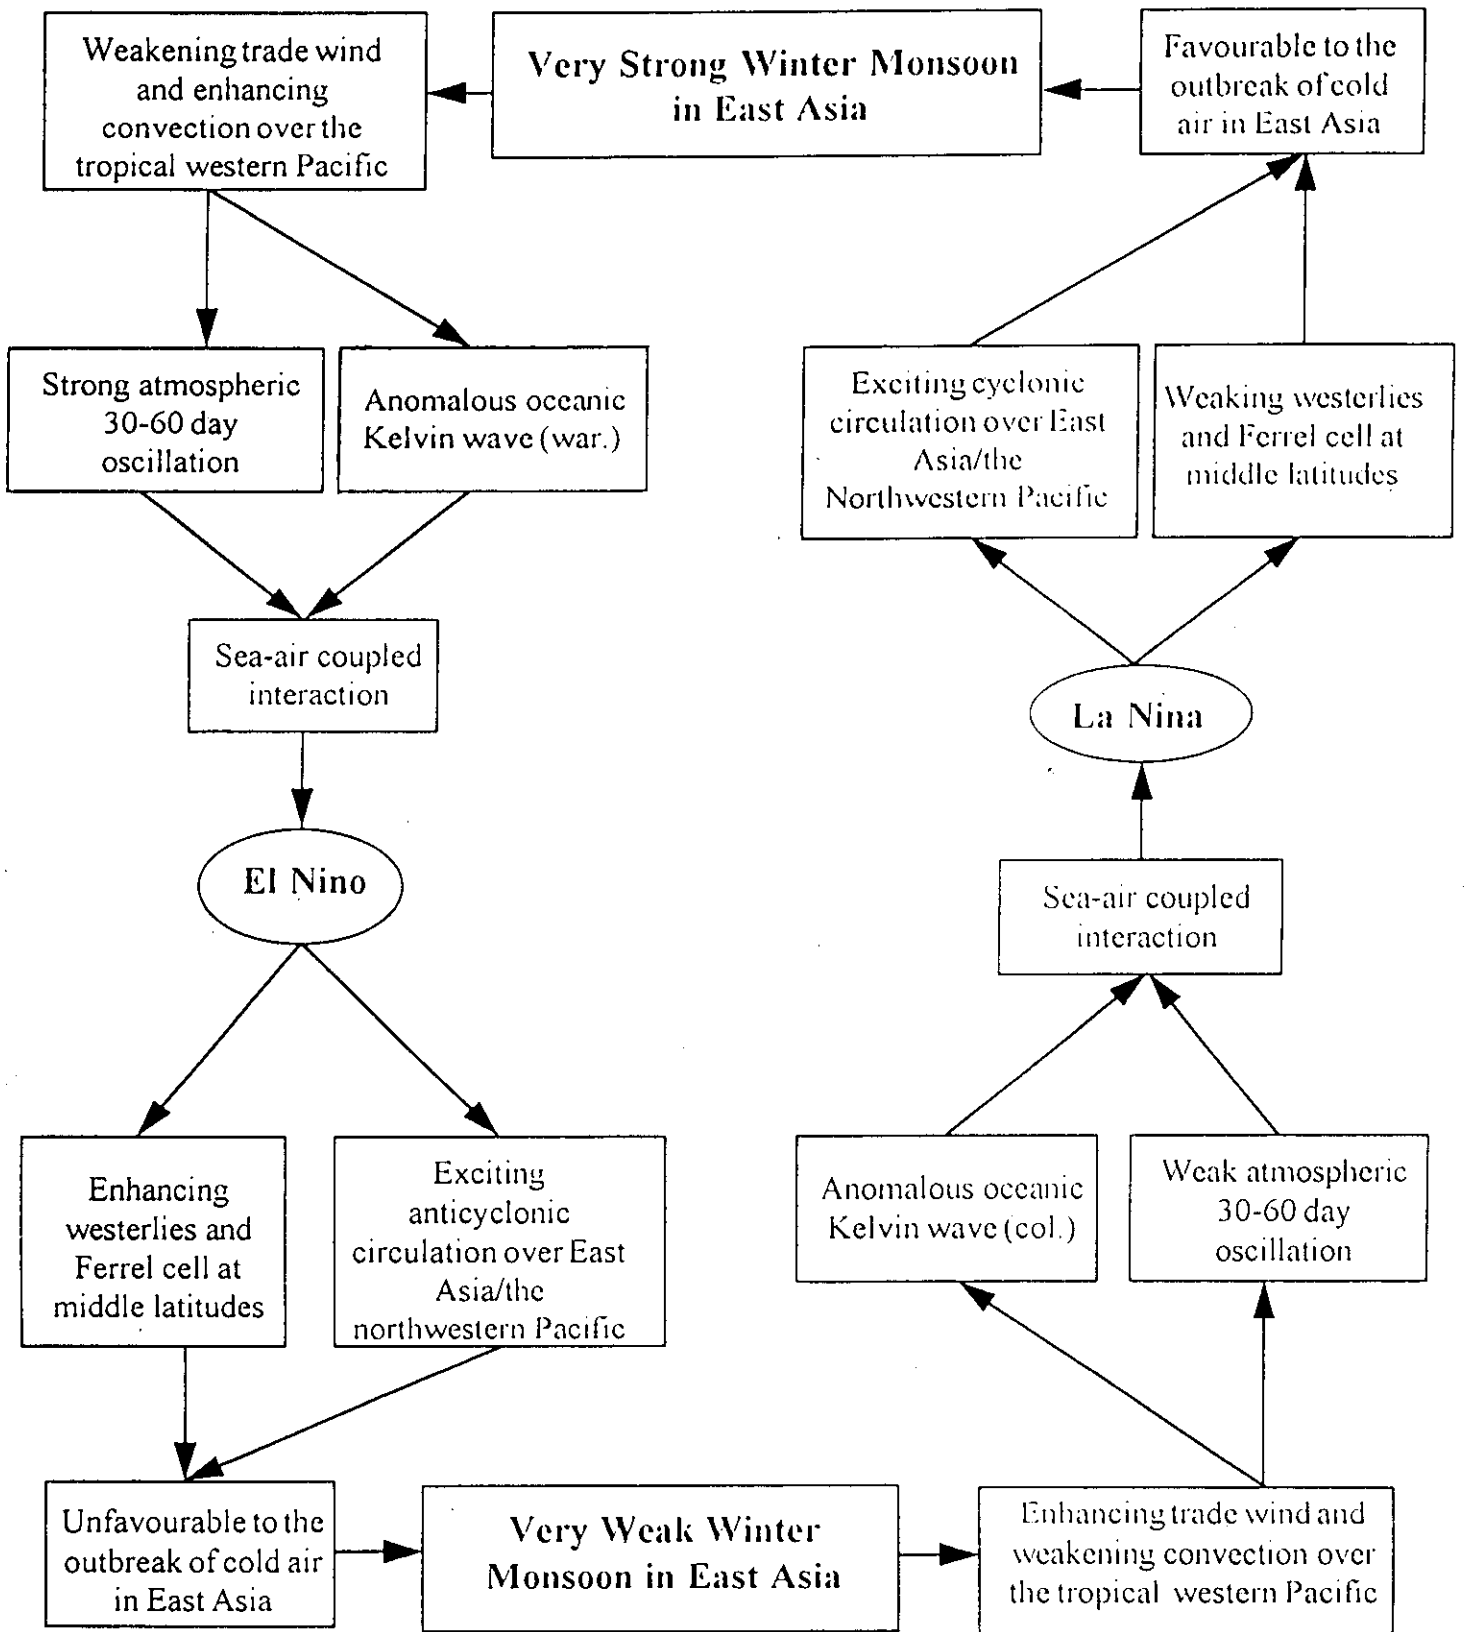 Weakening trade wind
and enhancing
convection over the
tropical western Pacific
Very Strong Winter Monsoon
in East Asia
Favourable to the
outbreak of cold
air in East Asia
Strong atmospheric
30-60 day
oscillation
Anomalous oceanic
Kelvin wave (war.)
Exciting cyclonic
circulation over East
Asia/the
Northwestern Pacific
Weaking westerlies
and Ferrel cell at
middle latitudes
Sea-air coupled
interaction
La Nina
El Nino
Sea-air coupled
interaction
Enhancing
westerlies and
Ferrel cell at
middle latitudes
Exciting
anticyclonic
circulation over East
Asia/the
northwestern Pacific
Anomalous oceanic
Kelvin wave (col.)
Weak atmospheric
30-60 day
oscillation
Unfavourable to the
outbreak of cold air
in East Asia
Very Weak Winter
Monsoon in East Asia
Enhancing trade wind and
weakening convection over
the tropical western Pacific